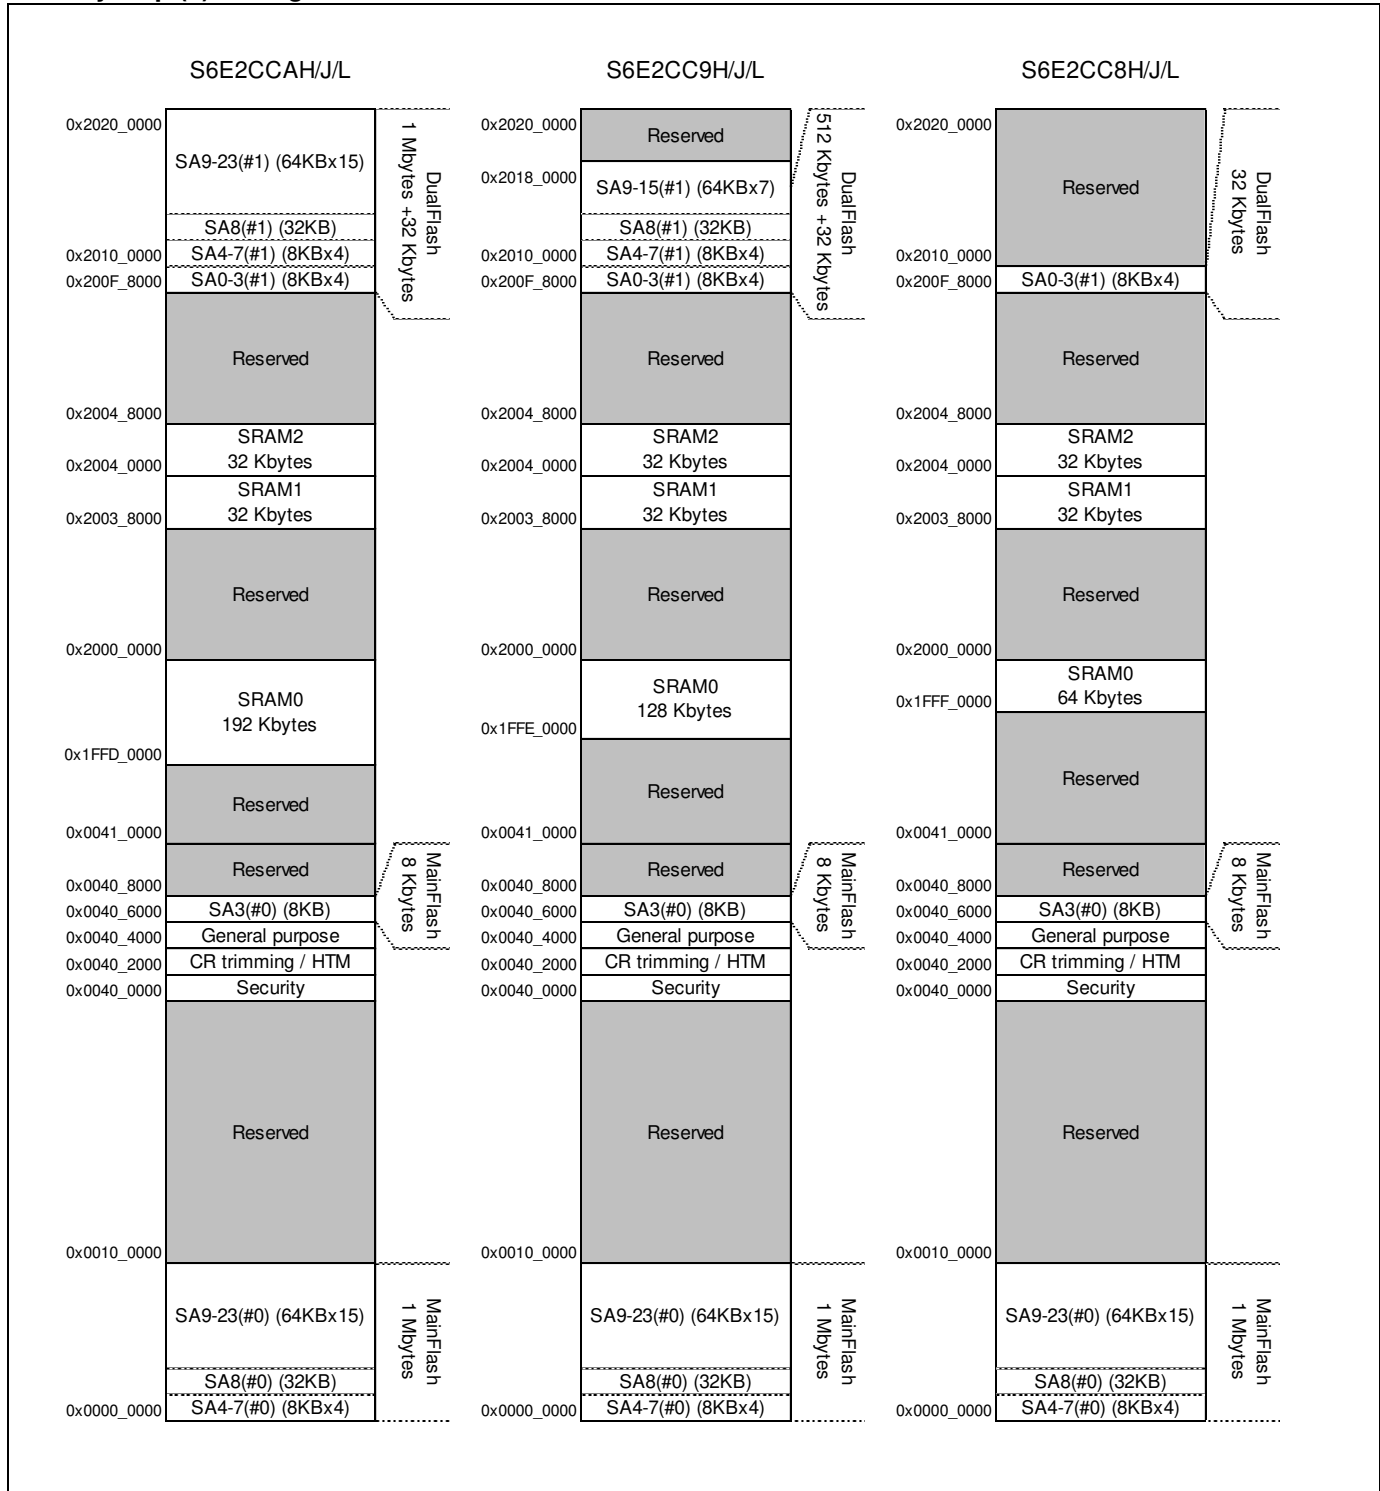 S6E2CCAH/J/L
0x2020_0000
SA9-23(#1) (64KBx15)
SA8(#1) (32KB)
0x2010_0000
SA4-7(#1) (8KBx4)
0x200F_8000
SA0-3(#1) (8KBx4)
DualFlash
1 Mbytes +32 Kbytes
Reserved
0x2004_8000
SRAM2
32 Kbytes
0x2004_0000
SRAM1
32 Kbytes
0x2003_8000
Reserved
0x2000_0000
SRAM0
192 Kbytes
0x1FFD_0000
Reserved
0x0041_0000
Reserved
0x0040_8000
SA3(#0) (8KB)
0x0040_6000
General purpose
0x0040_4000
CR trimming / HTM
0x0040_2000
Security
0x0040_0000
MainFlash
8 Kbytes
Reserved
0x0010_0000
SA9-23(#0) (64KBx15)
SA8(#0) (32KB)
SA4-7(#0) (8KBx4)
0x0000_0000
MainFlash
1 Mbytes
S6E2CC9H/J/L
0x2020_0000
Reserved
0x2018_0000
SA9-15(#1) (64KBx7)
SA8(#1) (32KB)
0x2010_0000
SA4-7(#1) (8KBx4)
0x200F_8000
SA0-3(#1) (8KBx4)
DualFlash
512 Kbytes +32 Kbytes
Reserved
0x2004_8000
SRAM2
32 Kbytes
0x2004_0000
SRAM1
32 Kbytes
0x2003_8000
Reserved
0x2000_0000
SRAM0
128 Kbytes
0x1FFE_0000
Reserved
0x0041_0000
Reserved
0x0040_8000
SA3(#0) (8KB)
0x0040_6000
General purpose
0x0040_4000
CR trimming / HTM
0x0040_2000
Security
0x0040_0000
MainFlash
8 Kbytes
Reserved
0x0010_0000
SA9-23(#0) (64KBx15)
SA8(#0) (32KB)
SA4-7(#0) (8KBx4)
0x0000_0000
MainFlash
1 Mbytes
S6E2CC8H/J/L
0x2020_0000
Reserved
0x2010_0000
0x200F_8000
SA0-3(#1) (8KBx4)
DualFlash
32 Kbytes
Reserved
0x2004_8000
SRAM2
32 Kbytes
0x2004_0000
SRAM1
32 Kbytes
0x2003_8000
Reserved
0x2000_0000
SRAM0
64 Kbytes
0x1FFF_0000
Reserved
0x0041_0000
Reserved
0x0040_8000
SA3(#0) (8KB)
0x0040_6000
General purpose
0x0040_4000
CR trimming / HTM
0x0040_2000
Security
0x0040_0000
MainFlash
8 Kbytes
Reserved
0x0010_0000
SA9-23(#0) (64KBx15)
SA8(#0) (32KB)
SA4-7(#0) (8KBx4)
0x0000_0000
MainFlash
1 Mbytes